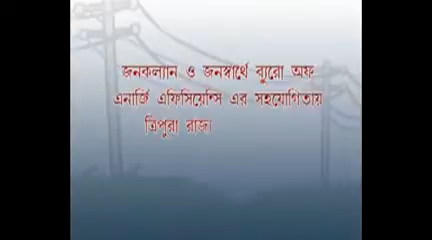 জনকল্যান ও জনস্বার্থে ব্যুরো অফ
এনার্জি এফিসিয়েন্সি এর সহযোগিতায়
ত্রিপুরা রাজ্য